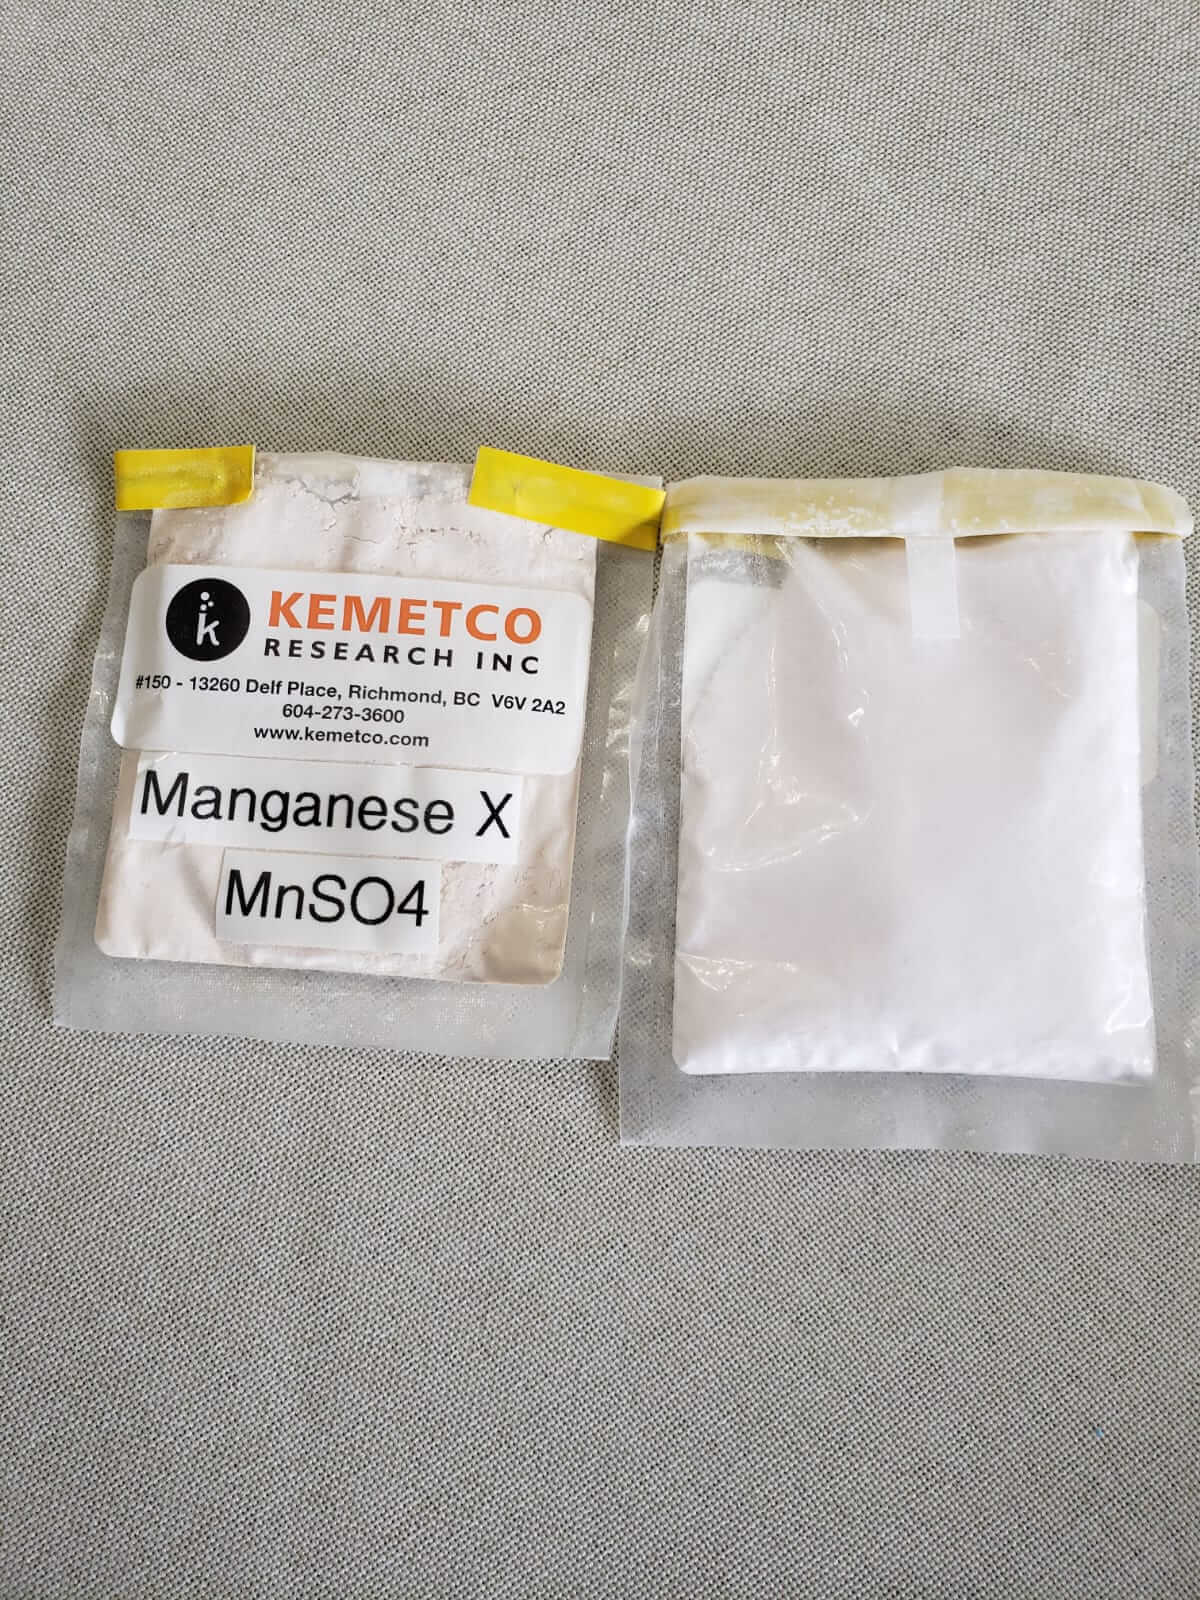 k
KEMETCO
RESEARCH INC
#150 - 13260 Delf Place, Richmond, BC V6V 2A2
604-273-3600
www.kemetco.com
Manganese X
MnSO4